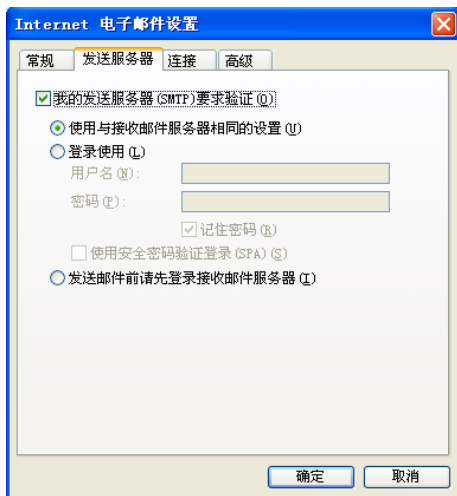 Internet 电子邮件设置
常规 发送服务器 连接 高级
我的发送服务器(SMTP)要求验证(O)
使用与接收邮件服务器相同的设置(U)
登录使用(L)
用户名(N):
密码(P):
记住密码(R)
使用安全密码验证登录(SPA)(S)
发送邮件前请先登录接收邮件服务器(I)
确定 取消